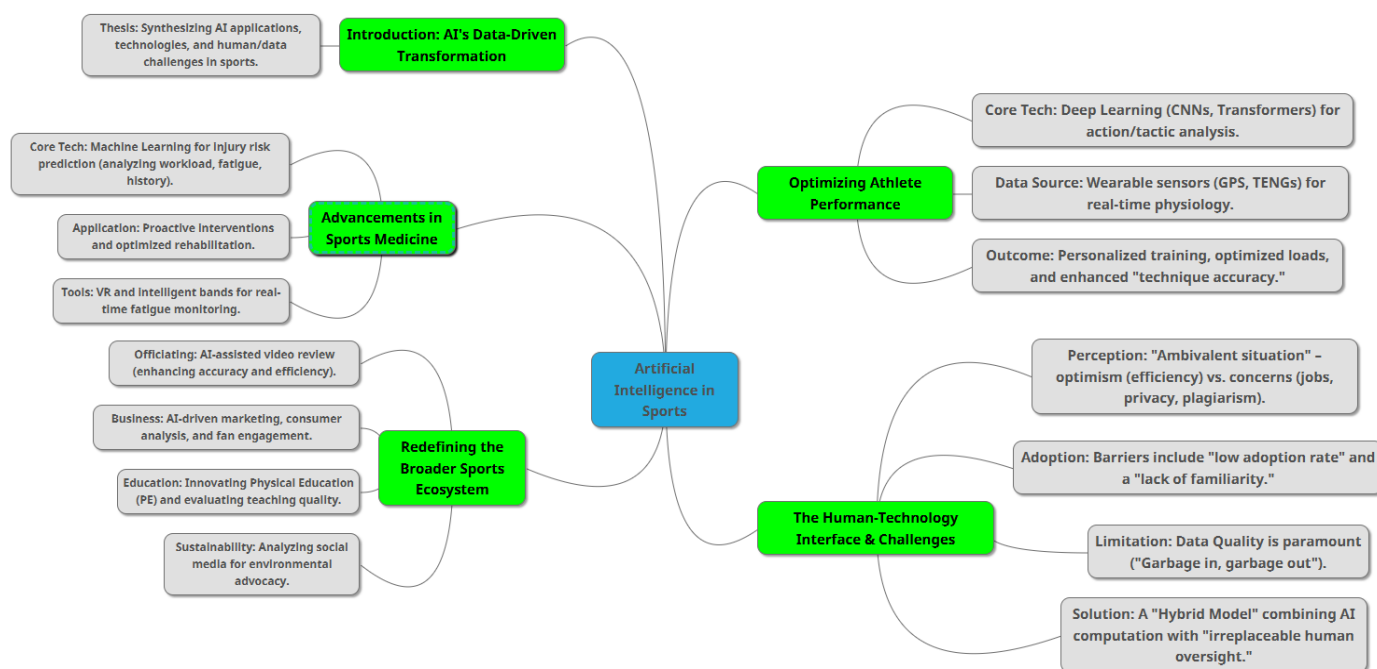 Thesis: Synthesizing AI applications,
technologies, and human/data
challenges in sports.
Introduction: AI's Data-Driven
Transformation
Core Tech: Machine Learning for injury risk
prediction (analyzing workload, fatigue,
history).
Advancements in
Sports Medicine
Application: Proactive interventions
and optimized rehabilitation.
Tools: VR and intelligent bands for real-
time fatigue monitoring.
Officiating: AI-assisted video review
(enhancing accuracy and efficiency).
Business: AI-driven marketing, consumer
analysis, and fan engagement.
Redefining the
Broader Sports
Ecosystem
Education: Innovating Physical Education
(PE) and evaluating teaching quality.
Sustainability: Analyzing social
media for environmental
advocacy.
Artificial
Intelligence in
Sports
Core Tech: Deep Learning (CNNs, Transformers) for
action/tactic analysis.
Optimizing Athlete
Performance
Data Source: Wearable sensors (GPS, TENGs) for
real-time physiology.
Outcome: Personalized training, optimized loads,
and enhanced "technique accuracy."
Perception: "Ambivalent situation" –
optimism (efficiency) vs. concerns (jobs,
privacy, plagiarism).
Adoption: Barriers include "low adoption rate" and
a "lack of familiarity."
The Human-Technology
Interface & Challenges
Limitation: Data Quality is paramount
("Garbage in, garbage out").
Solution: A "Hybrid Model" combining AI
computation with "irreplaceable human
oversight."